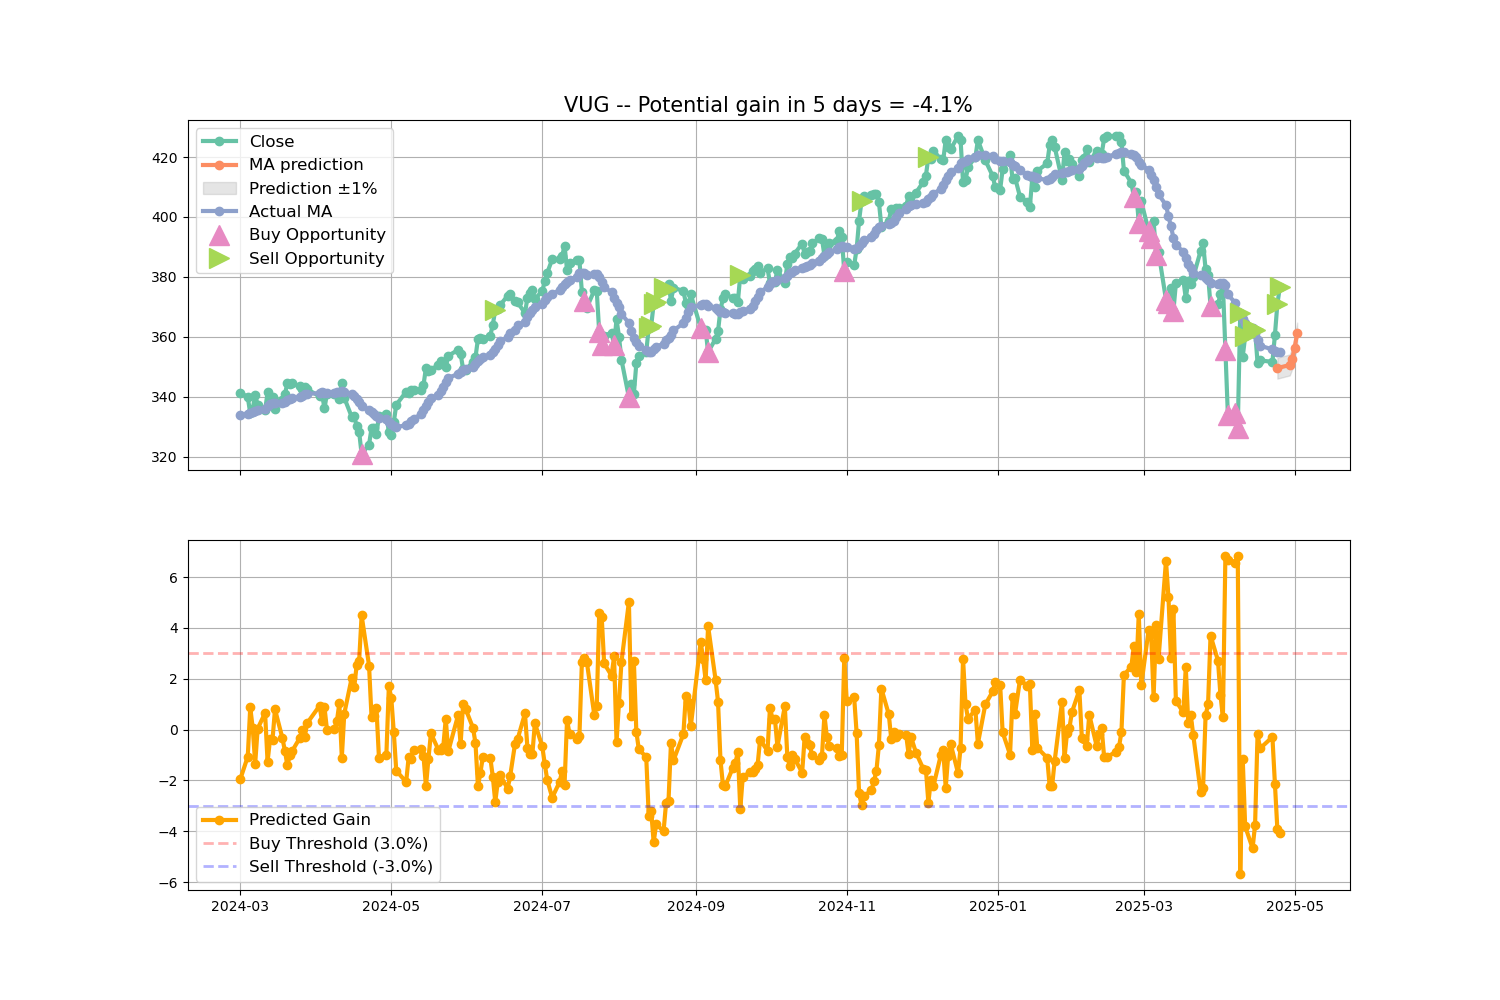 VUG -- Potential gain in 5 days = -4.1%
Close
MA prediction
Prediction ±1%
Actual MA
Buy Opportunity
Sell Opportunity
420
400
380
360
340
320
6
4
2
0
−2
−4
−6
Predicted Gain
Buy Threshold (3.0%)
Sell Threshold (-3.0%)
2024-03 2024-05 2024-07 2024-09 2024-11 2025-01 2025-03 2025-05